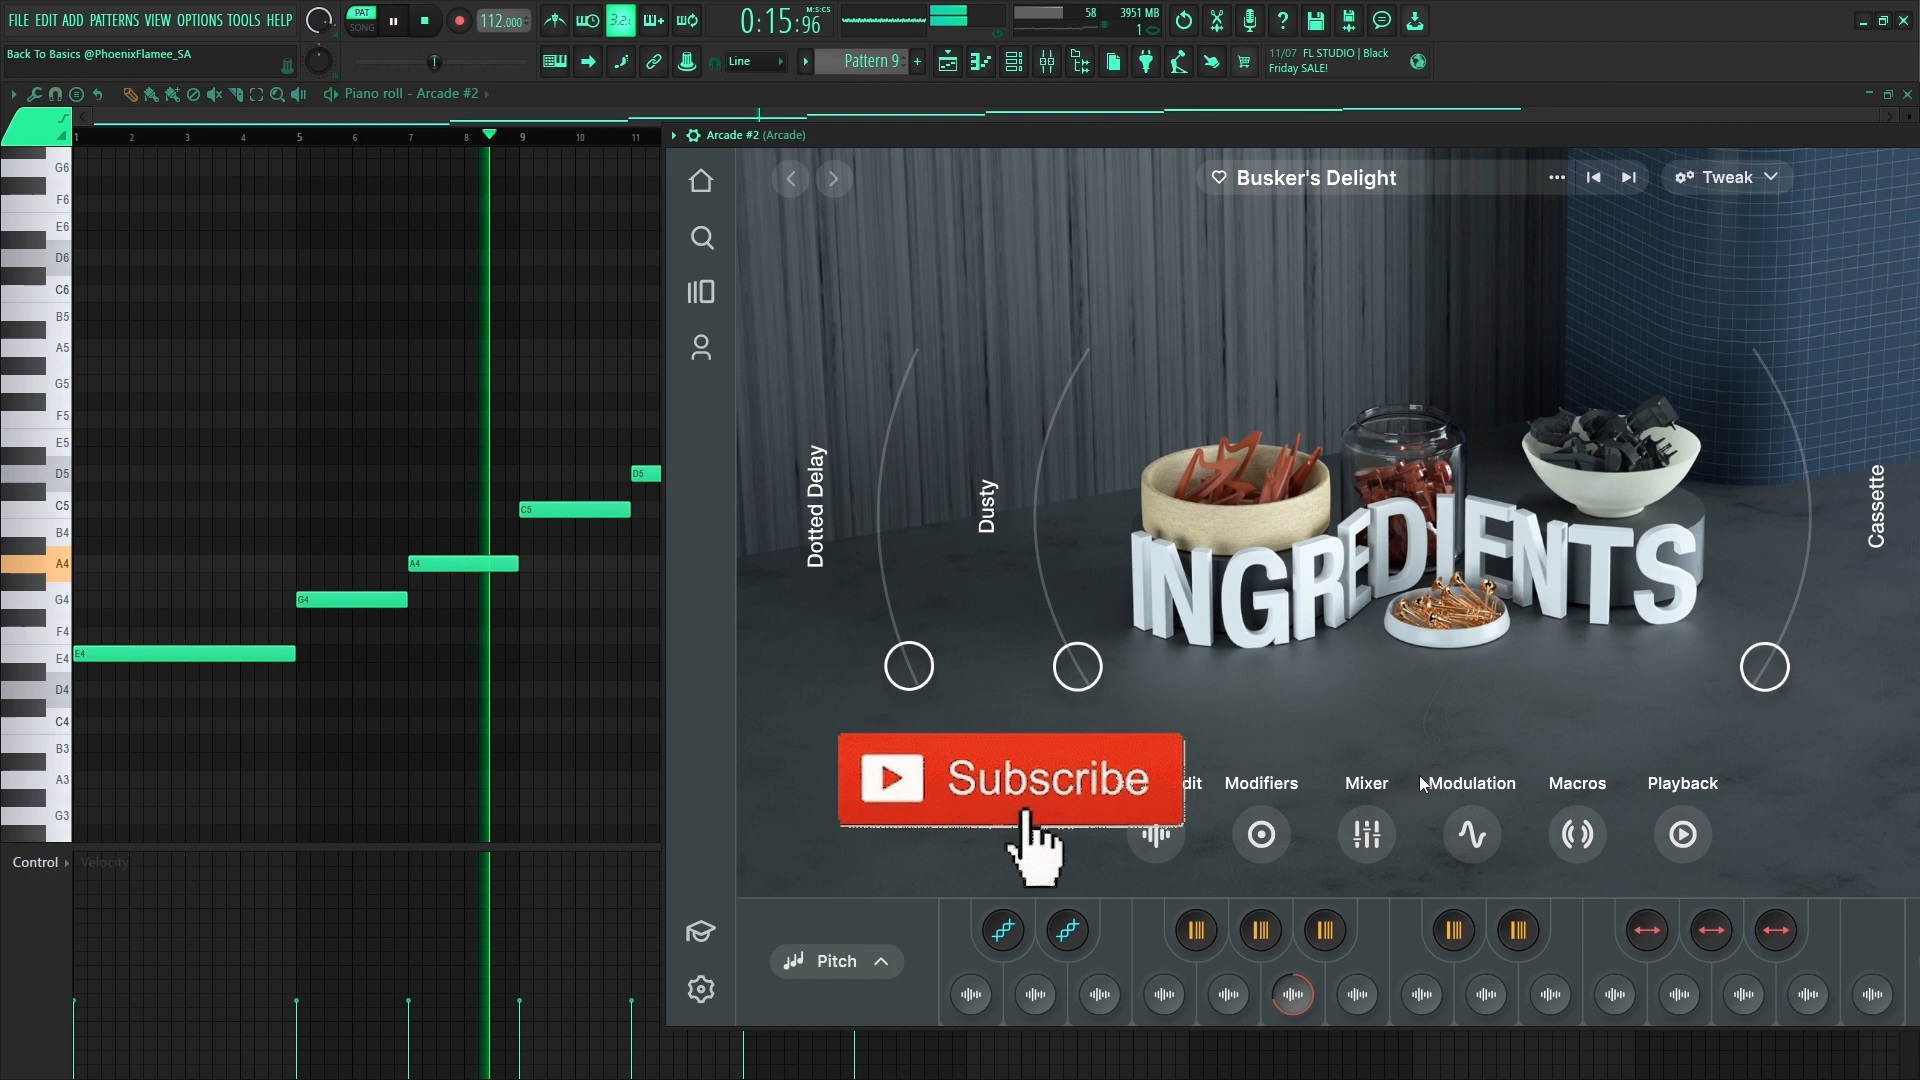 FILE EDIT ADD PATTERNS VIEW OPTIONS TOOLS HELP
PAT
SONG
112.000
3.2.1
0:15:96
M:S:CS
58
3951 MB
1
Back To Basics @PhoenixFlamee_SA
Line
Pattern 9
+
11/07 FL STUDIO | Black
Friday SALE!
Piano roll - Arcade #2
1 2 3 4 5 6 7 8 9 10 11
Arcade #2 (Arcade)
Busker's Delight
Tweak
G6
F6
E6
D6
C6
B5
A5
G5
F5
E5
D5
C5
B4
A4
G4
F4
E4
D4
C4
B3
A3
G3
D5
C5
A4
G4
E4
Dotted Delay
Dusty
Cassette
INGREDIENTS
Subscribe
dit
Modifiers
Mixer
Modulation
Macros
Playback
Control
Velocity
Pitch